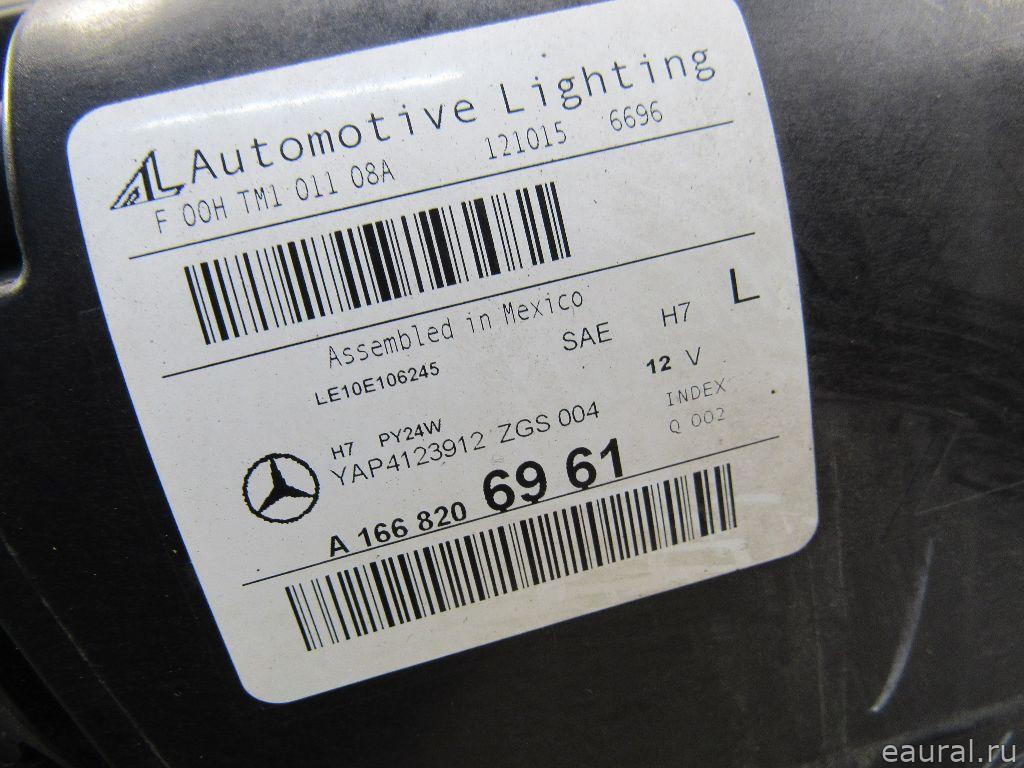 AL Automotive Lighting
F 00H TM1 011 08A 121015 6696
Assembled in Mexico
L
LE10E106245 SAE H7
12 V
H7 PY24W INDEX
YAP4123912 ZGS 004 Q 002
A 166 820 69 61
eaural.ru